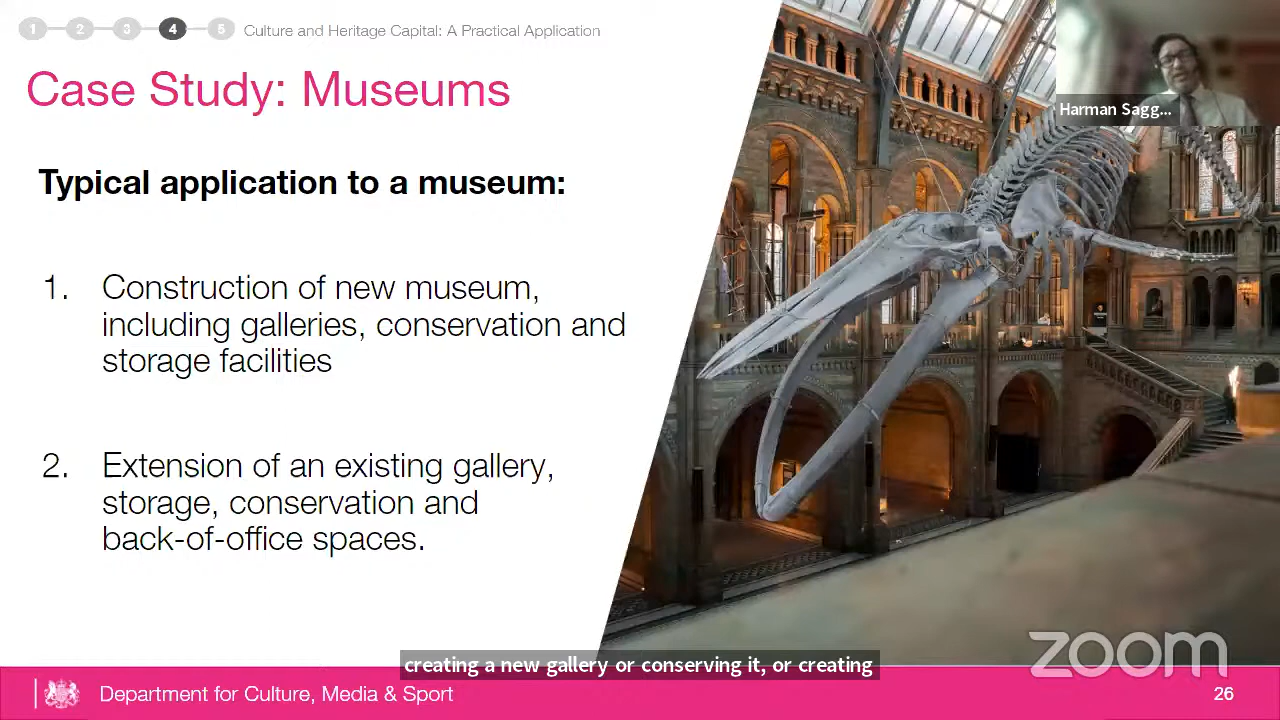 1 2 3 4 5 Culture and Heritage Capital: A Practical Application
Case Study: Museums
Harman Sagg...
Typical application to a museum:
1. Construction of new museum,
including galleries, conservation and
storage facilities
2. Extension of an existing gallery,
storage, conservation and
back-of-office spaces.
creating a new gallery or conserving it, or creating
zoom
Department for Culture, Media & Sport
26